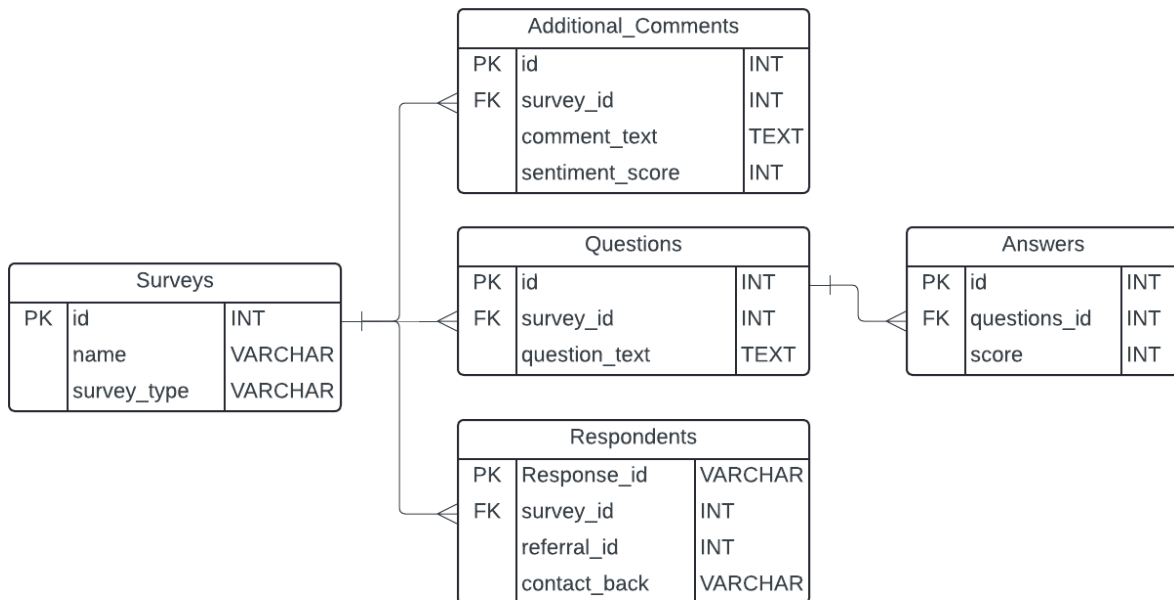 Additional_Comments
PK id INT
FK survey_id INT
comment_text TEXT
sentiment_score INT
Surveys
PK id INT
name VARCHAR
survey_type VARCHAR
Questions
PK id INT
FK survey_id INT
question_text TEXT
Answers
PK id INT
FK questions_id INT
score INT
Respondents
PK Response_id VARCHAR
FK survey_id INT
referral_id INT
contact_back VARCHAR